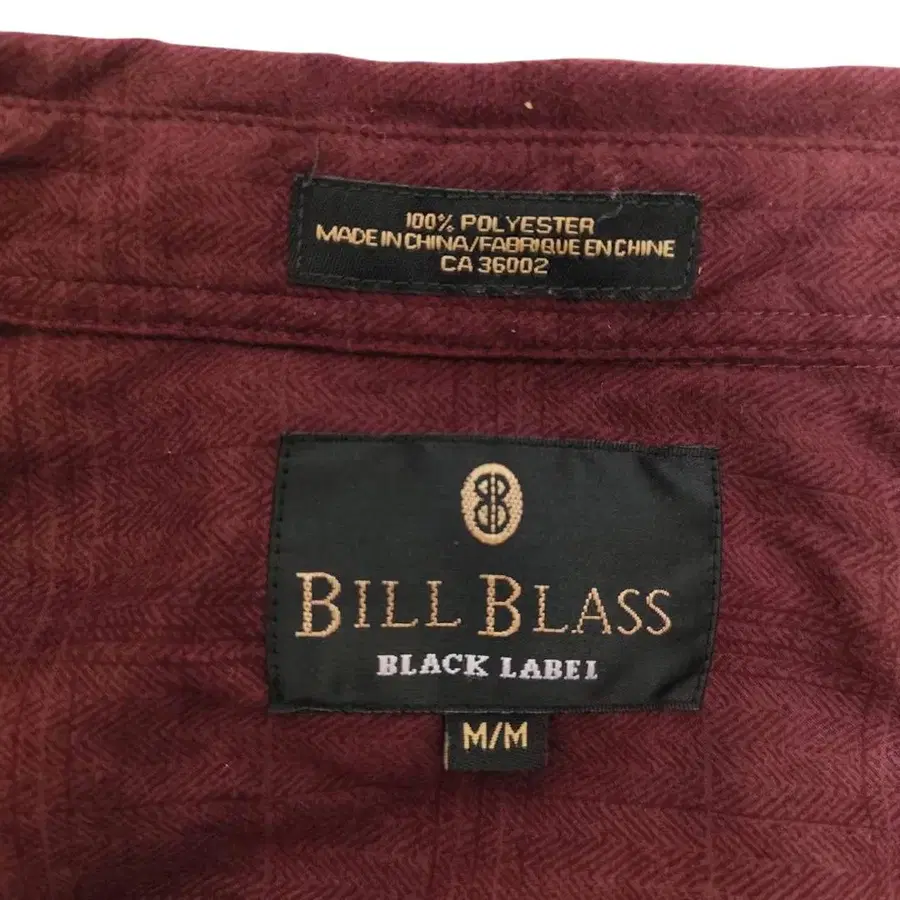 100% POLYESTER
MADE IN CHINA/FABRIQUE EN CHINE
CA 36002
BILL BLASS
BLACK LABEL
M/M